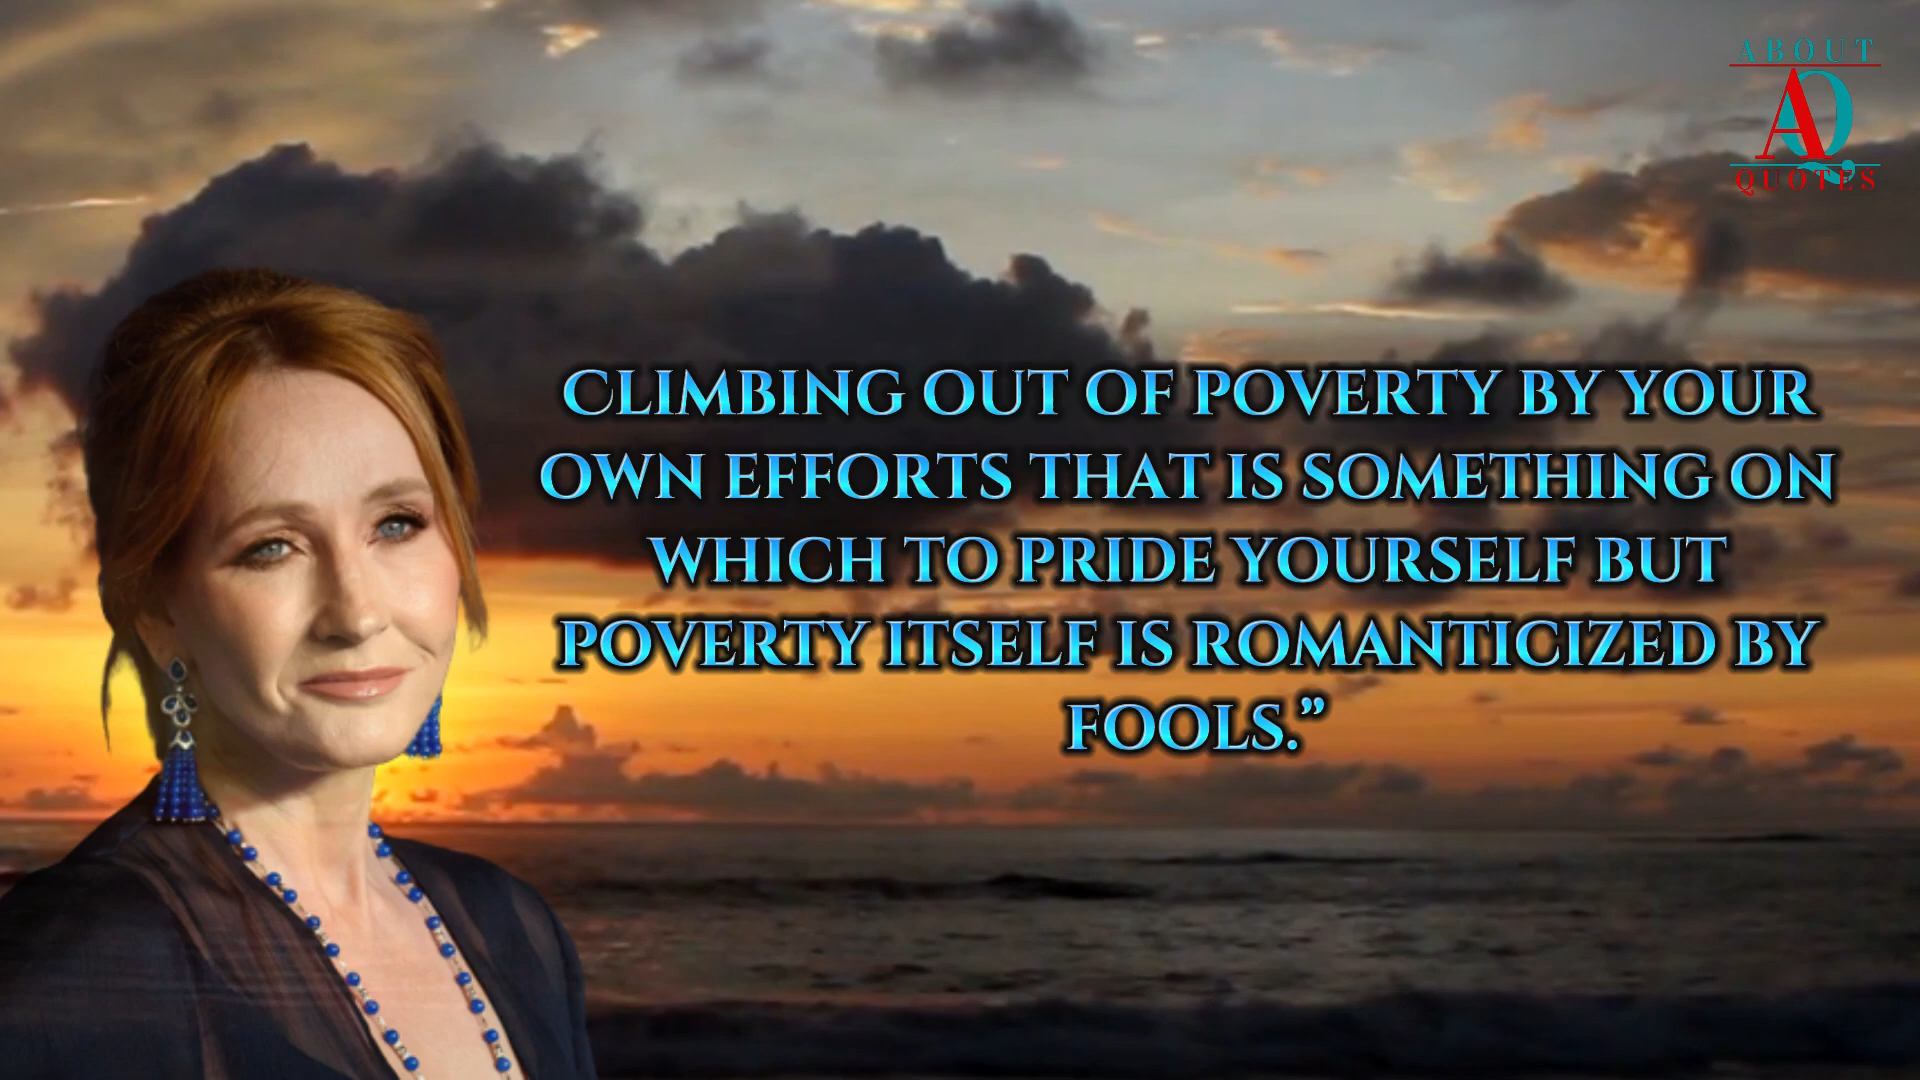 ABOUT
AQ
QUOTES
CLIMBING OUT OF POVERTY BY YOUR
OWN EFFORTS THAT IS SOMETHING ON
WHICH TO PRIDE YOURSELF BUT
POVERTY ITSELF IS ROMANTICIZED BY
FOOLS.”